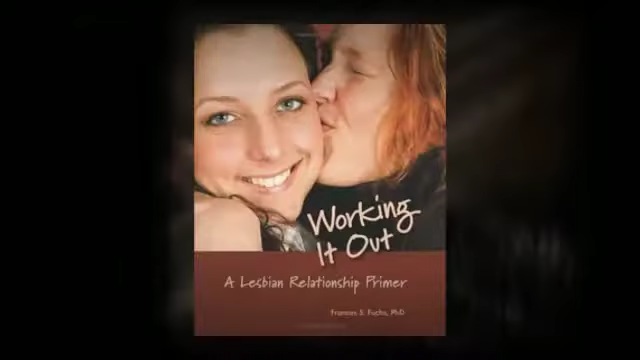 Working
It Out
A Lesbian Relationship Primer
Frances S. Fuchs, PhD